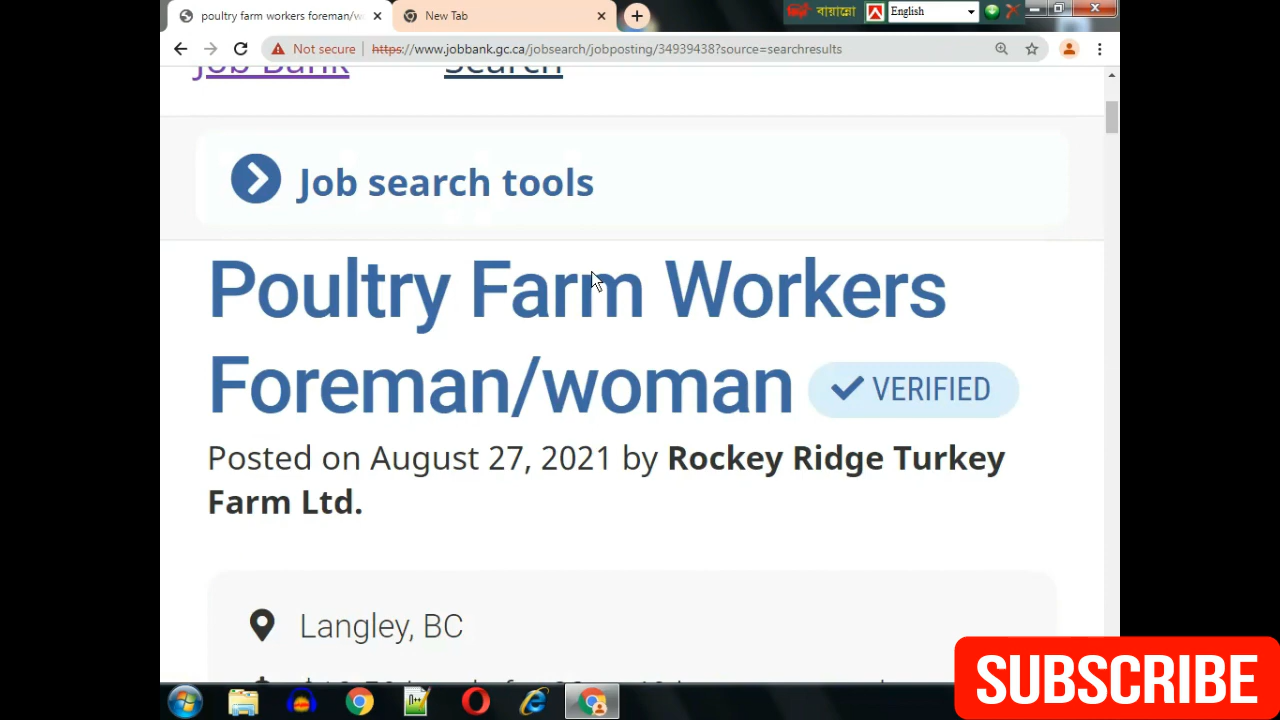 poultry farm workers foreman/w
New Tab
বায়ান্নো
English
Not secure
https://www.jobbank.gc.ca/jobsearch/jobposting/34939438?source=searchresults
Job Bank
Search
Job search tools
Poultry Farm Workers
Foreman/woman
VERIFIED
Posted on August 27, 2021 by Rockey Ridge Turkey
Farm Ltd.
Langley, BC
SUBSCRIBE